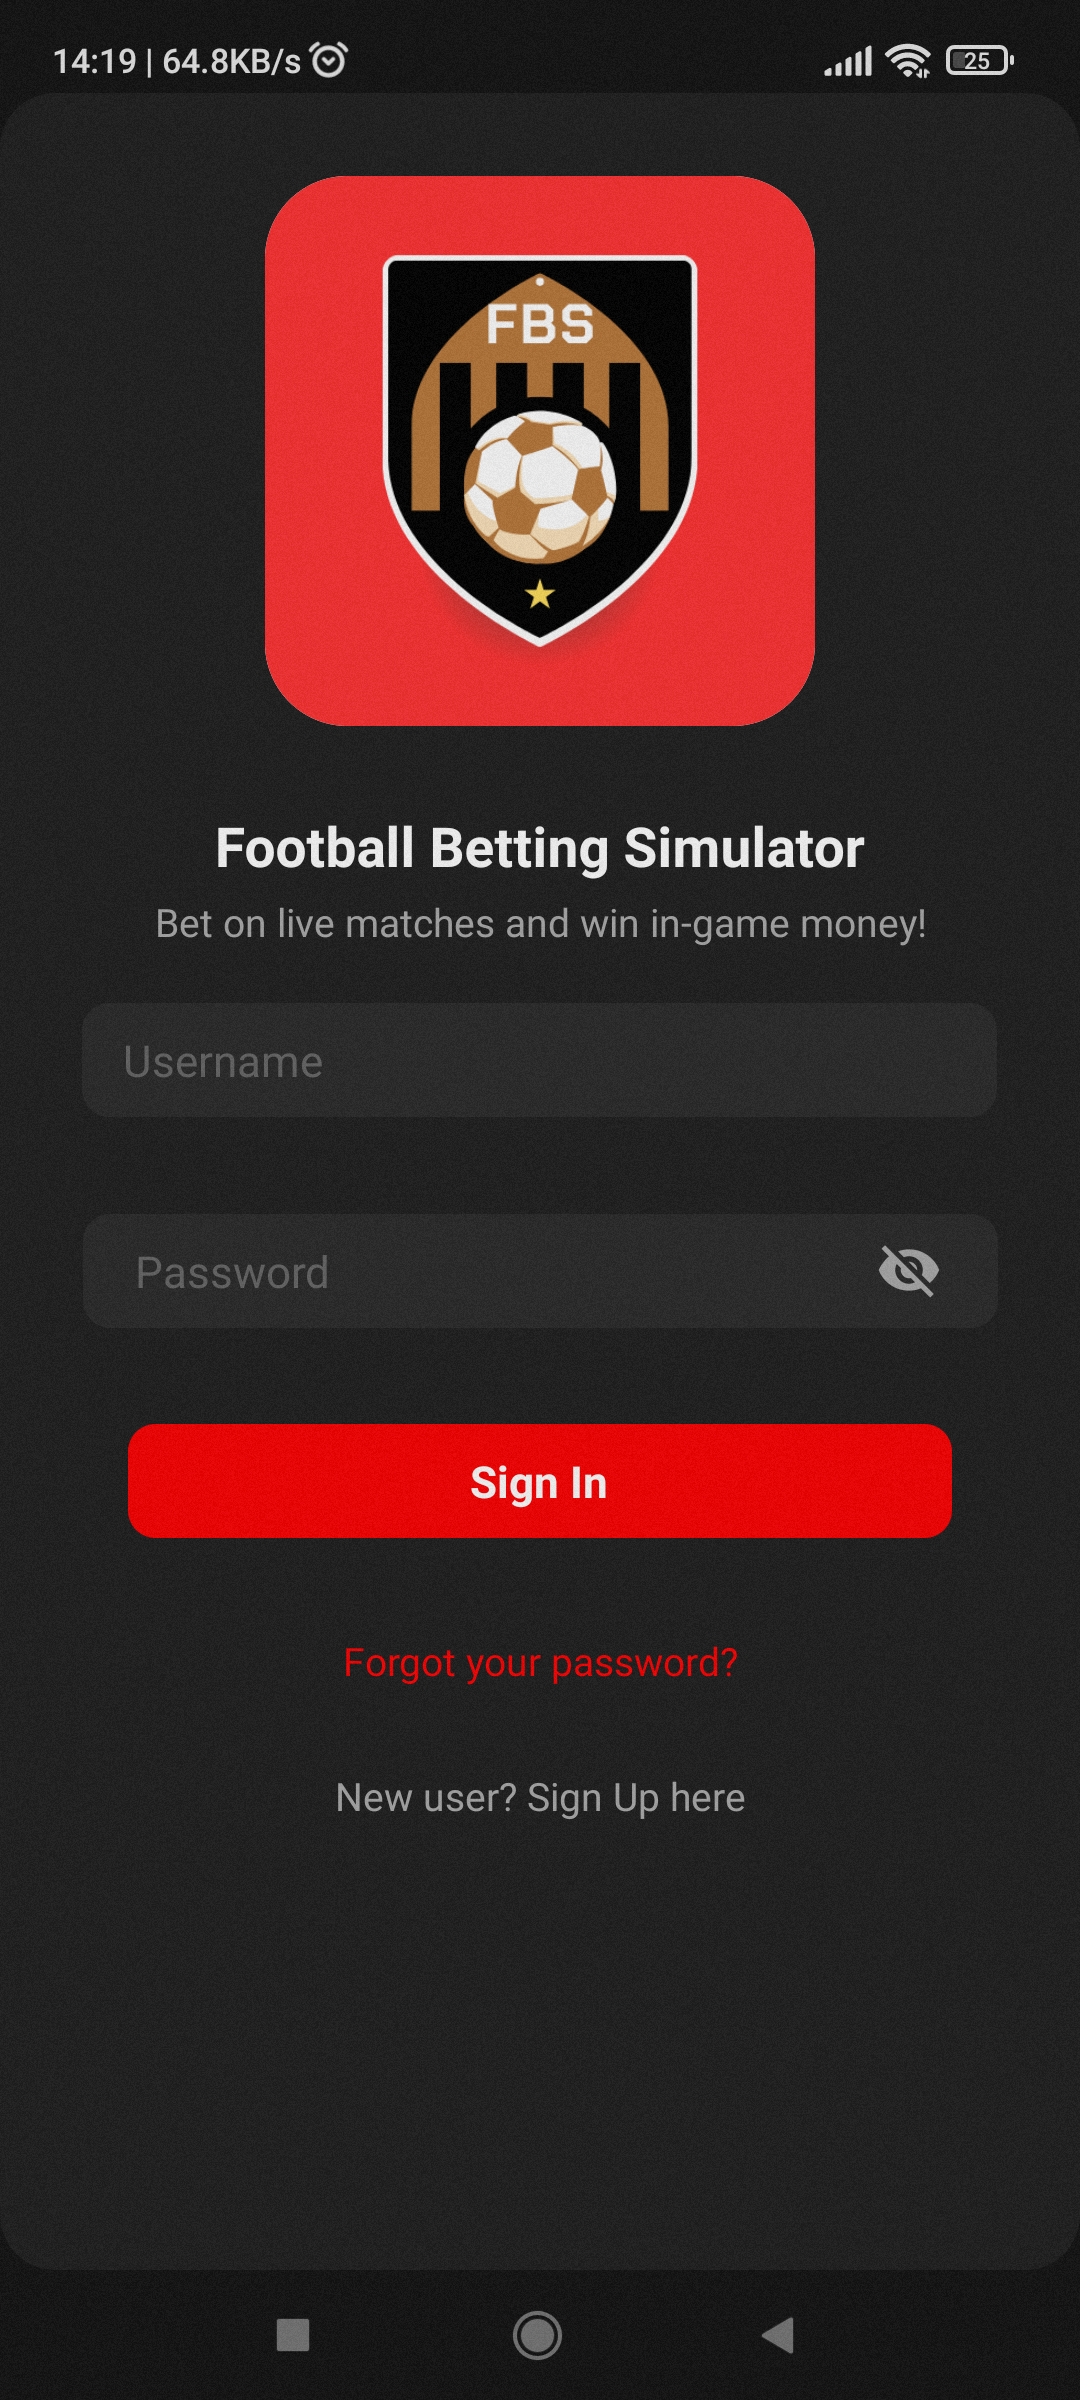 14:19 | 64.8KB/s
25
FBS
Football Betting Simulator
Bet on live matches and win in-game money!
Username
Password
Sign In
Forgot your password?
New user? Sign Up here